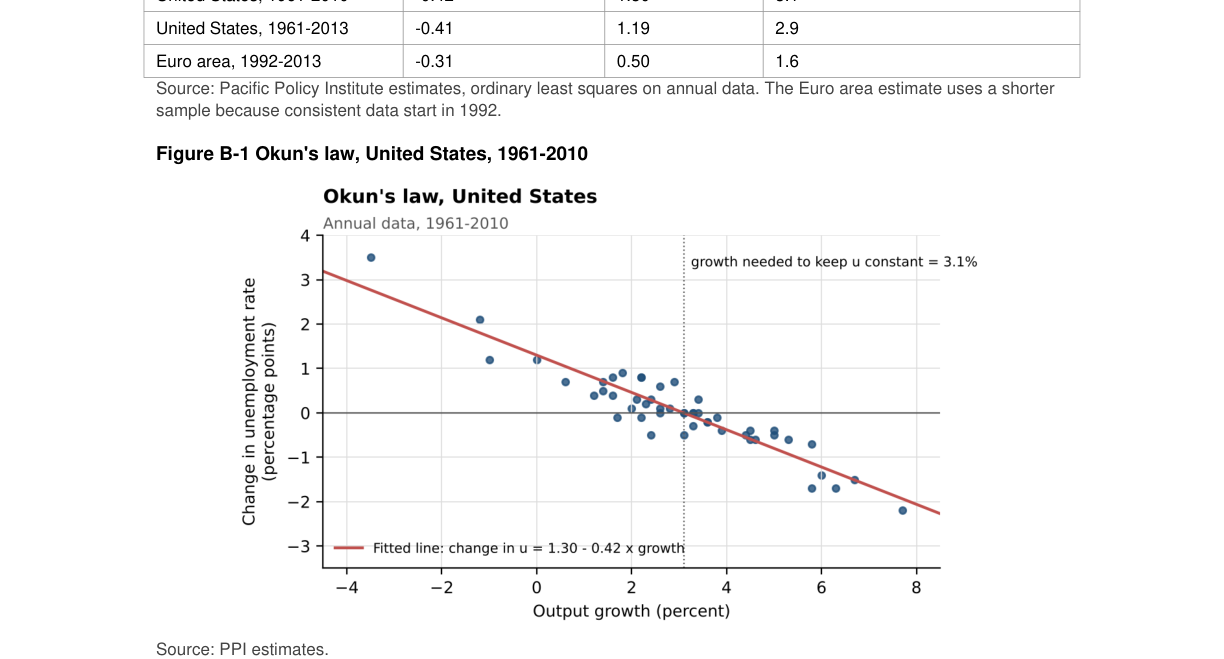 United States, 1961-2013 -0.41 1.19 2.9
Euro area, 1992-2013 -0.31 0.50 1.6
Source: Pacific Policy Institute estimates, ordinary least squares on annual data. The Euro area estimate uses a shorter
sample because consistent data start in 1992.
Figure B-1 Okun's law, United States, 1961-2010
Okun's law, United States
Annual data, 1961-2010
growth needed to keep u constant = 3.1%
4
3
2
1
0
−1
−2
−3
Change in unemployment rate
(percentage points)
Fitted line: change in u = 1.30 - 0.42 x growth
−4 −2 0 2 4 6 8
Output growth (percent)
Source: PPI estimates.